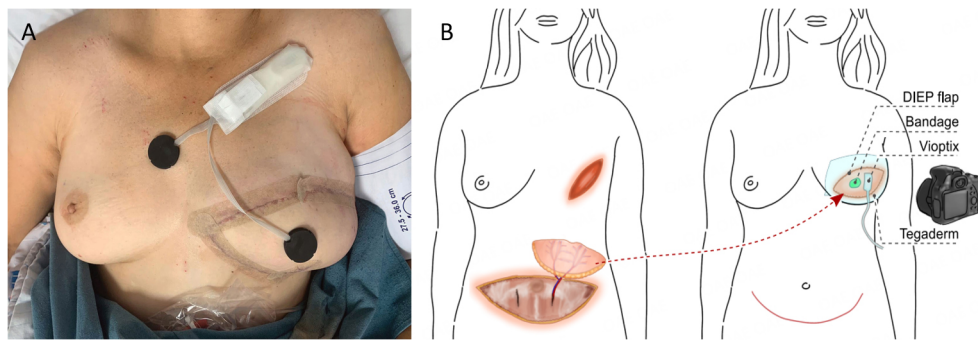 A
27.5 - 36.0 cm
B
DIEP flap
Bandage
Vioptix
Tegaderm